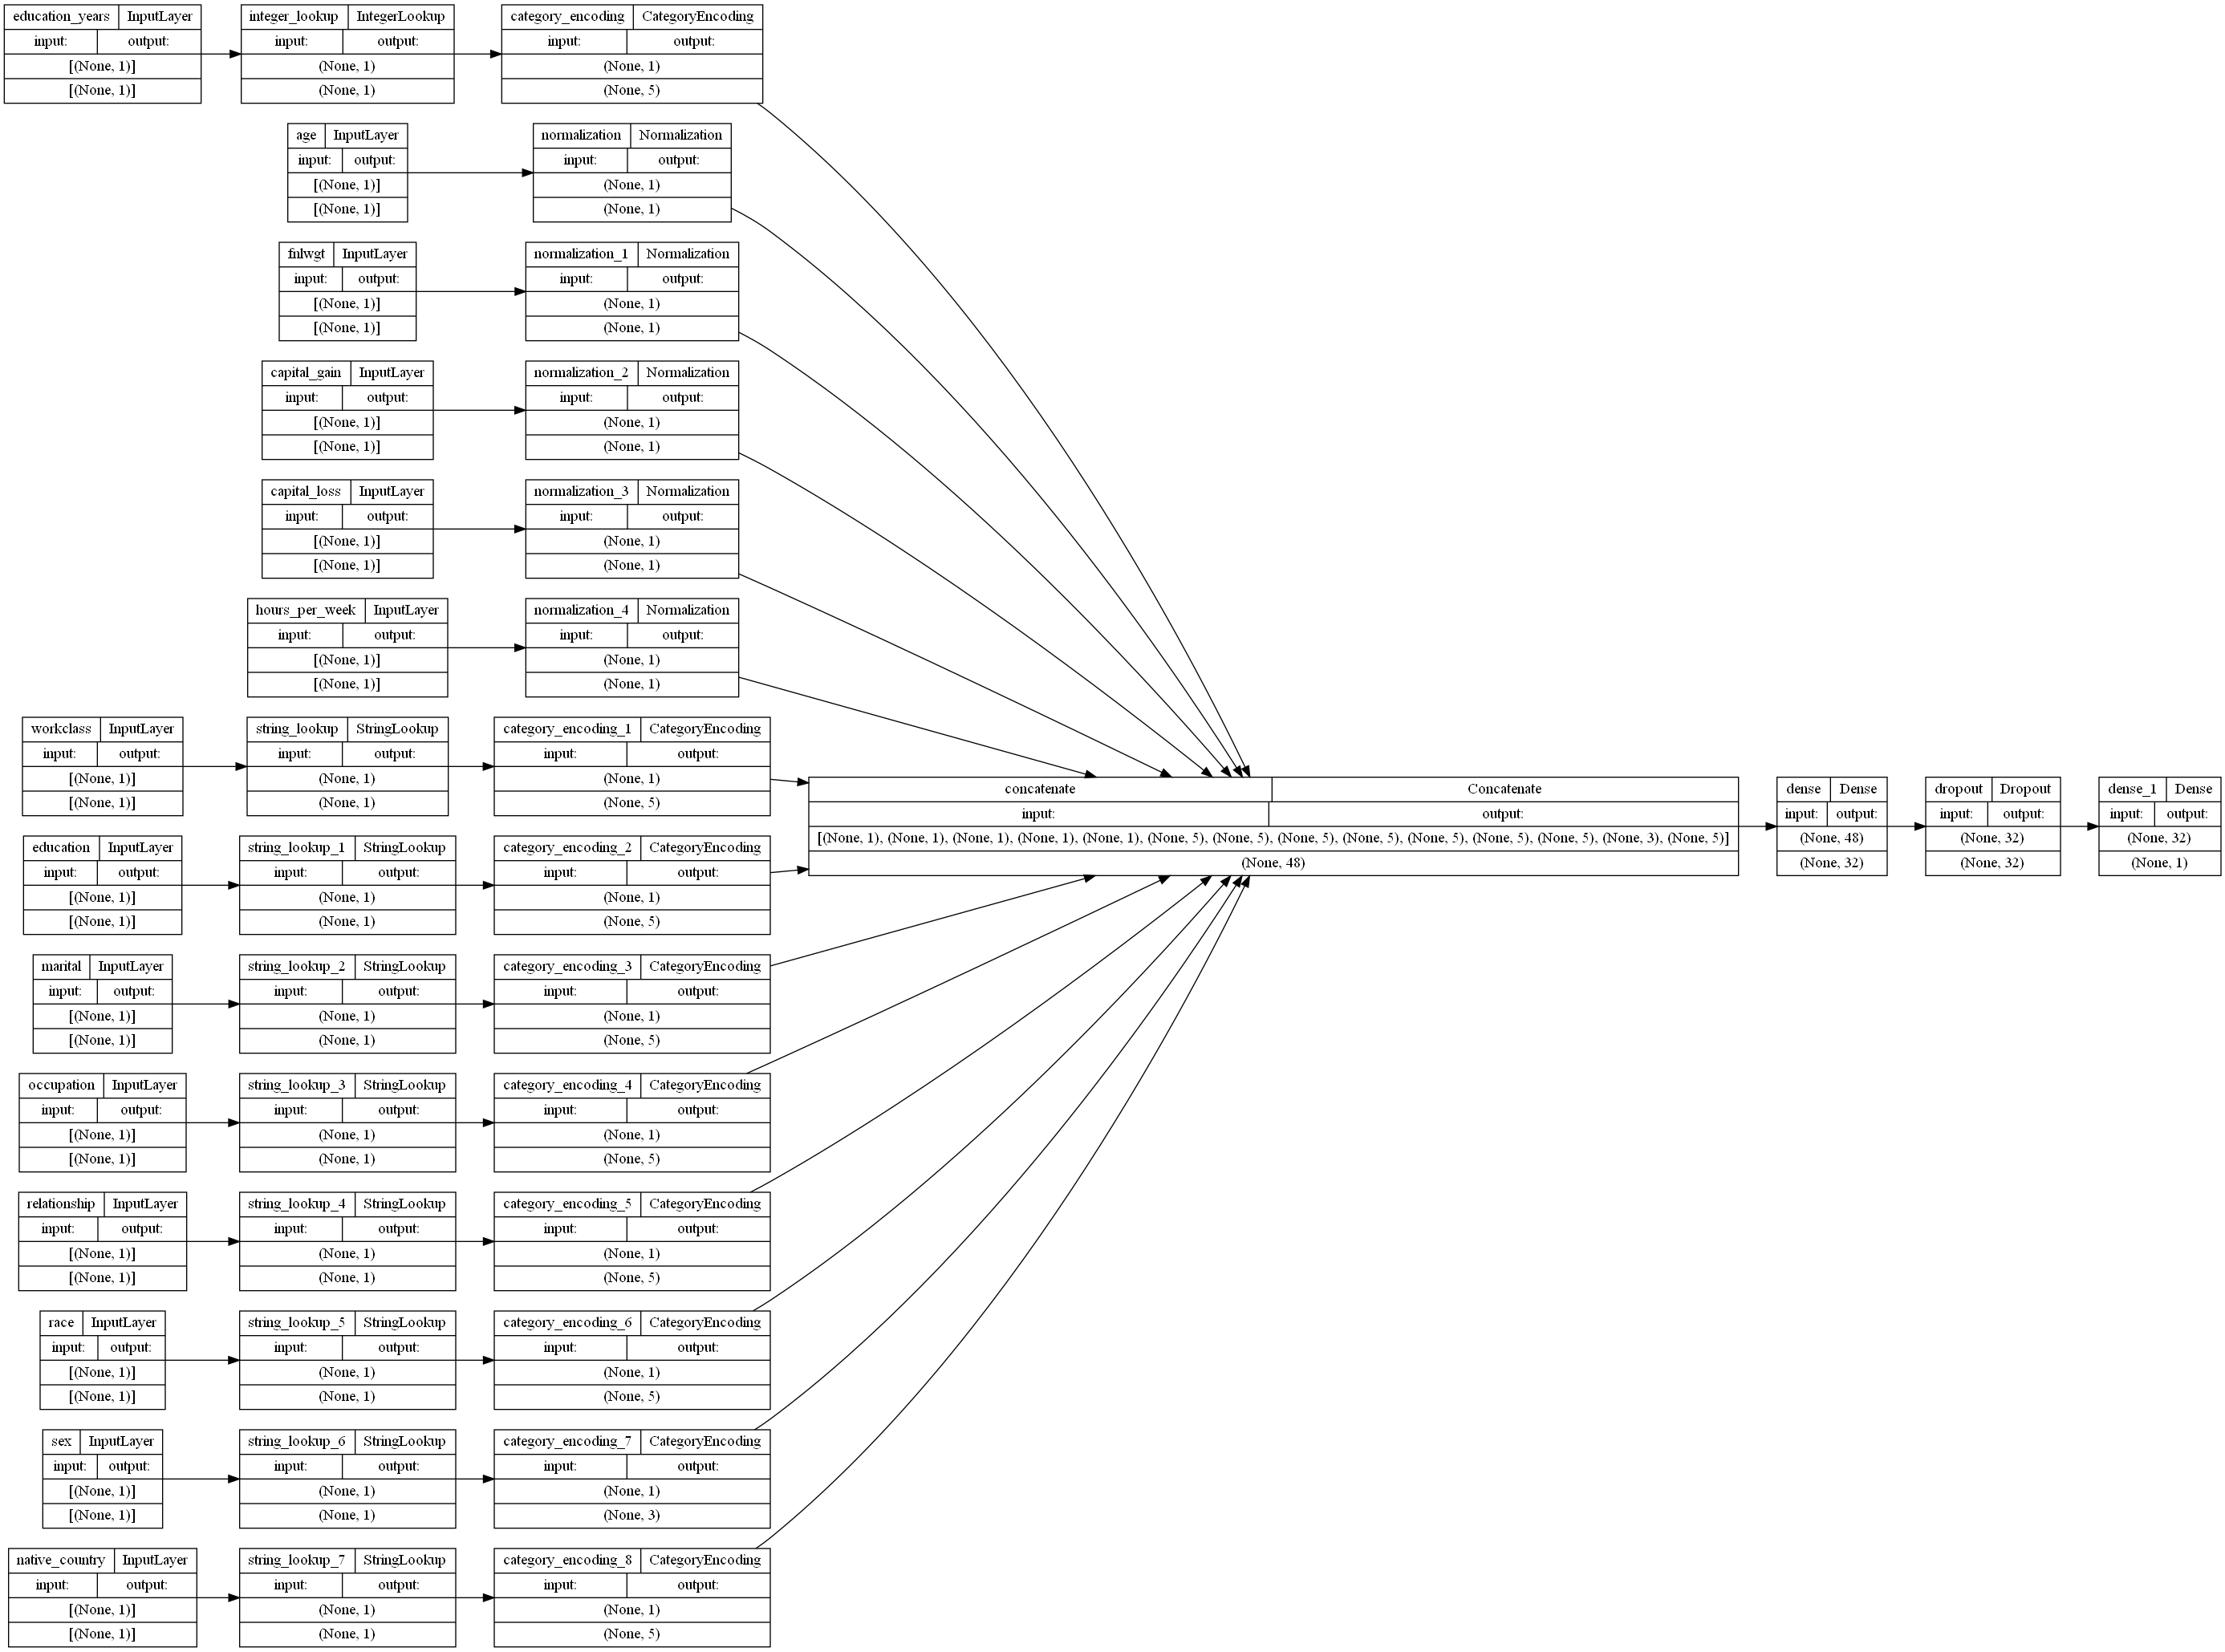 education_years InputLayer
input: output:
[(None, 1)]
[(None, 1)]
integer_lookup IntegerLookup
input: output:
(None, 1)
(None, 1)
category_encoding CategoryEncoding
input: output:
(None, 1)
(None, 5)
age InputLayer
input: output:
[(None, 1)]
[(None, 1)]
normalization Normalization
input: output:
(None, 1)
(None, 1)
fnlwgt InputLayer
input: output:
[(None, 1)]
[(None, 1)]
normalization_1 Normalization
input: output:
(None, 1)
(None, 1)
capital_gain InputLayer
input: output:
[(None, 1)]
[(None, 1)]
normalization_2 Normalization
input: output:
(None, 1)
(None, 1)
capital_loss InputLayer
input: output:
[(None, 1)]
[(None, 1)]
normalization_3 Normalization
input: output:
(None, 1)
(None, 1)
hours_per_week InputLayer
input: output:
[(None, 1)]
[(None, 1)]
normalization_4 Normalization
input: output:
(None, 1)
(None, 1)
workclass InputLayer
input: output:
[(None, 1)]
[(None, 1)]
string_lookup StringLookup
input: output:
(None, 1)
(None, 1)
category_encoding_1 CategoryEncoding
input: output:
(None, 1)
(None, 5)
education InputLayer
input: output:
[(None, 1)]
[(None, 1)]
string_lookup_1 StringLookup
input: output:
(None, 1)
(None, 1)
category_encoding_2 CategoryEncoding
input: output:
(None, 1)
(None, 5)
marital InputLayer
input: output:
[(None, 1)]
[(None, 1)]
string_lookup_2 StringLookup
input: output:
(None, 1)
(None, 1)
category_encoding_3 CategoryEncoding
input: output:
(None, 1)
(None, 5)
occupation InputLayer
input: output:
[(None, 1)]
[(None, 1)]
string_lookup_3 StringLookup
input: output:
(None, 1)
(None, 1)
category_encoding_4 CategoryEncoding
input: output:
(None, 1)
(None, 5)
relationship InputLayer
input: output:
[(None, 1)]
[(None, 1)]
string_lookup_4 StringLookup
input: output:
(None, 1)
(None, 1)
category_encoding_5 CategoryEncoding
input: output:
(None, 1)
(None, 5)
race InputLayer
input: output:
[(None, 1)]
[(None, 1)]
string_lookup_5 StringLookup
input: output:
(None, 1)
(None, 1)
category_encoding_6 CategoryEncoding
input: output:
(None, 1)
(None, 5)
sex InputLayer
input: output:
[(None, 1)]
[(None, 1)]
string_lookup_6 StringLookup
input: output:
(None, 1)
(None, 1)
category_encoding_7 CategoryEncoding
input: output:
(None, 1)
(None, 3)
native_country InputLayer
input: output:
[(None, 1)]
[(None, 1)]
string_lookup_7 StringLookup
input: output:
(None, 1)
(None, 1)
category_encoding_8 CategoryEncoding
input: output:
(None, 1)
(None, 5)
concatenate Concatenate
input: output:
[(None, 1), (None, 1), (None, 1), (None, 1), (None, 1), (None, 5), (None, 5), (None, 5), (None, 5), (None, 5), (None, 5), (None, 5), (None, 3), (None, 5)]
(None, 48)
dense Dense
input: output:
(None, 48)
(None, 32)
dropout Dropout
input: output:
(None, 32)
(None, 32)
dense_1 Dense
input: output:
(None, 32)
(None, 1)